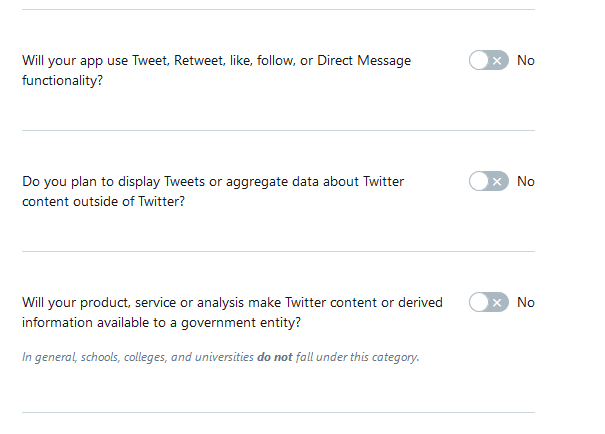 Will your app use Tweet, Retweet, like, follow, or Direct Message
functionality?
No
Do you plan to display Tweets or aggregate data about Twitter
content outside of Twitter?
No
Will your product, service or analysis make Twitter content or derived
information available to a government entity?
No
In general, schools, colleges, and universities do not fall under this category.